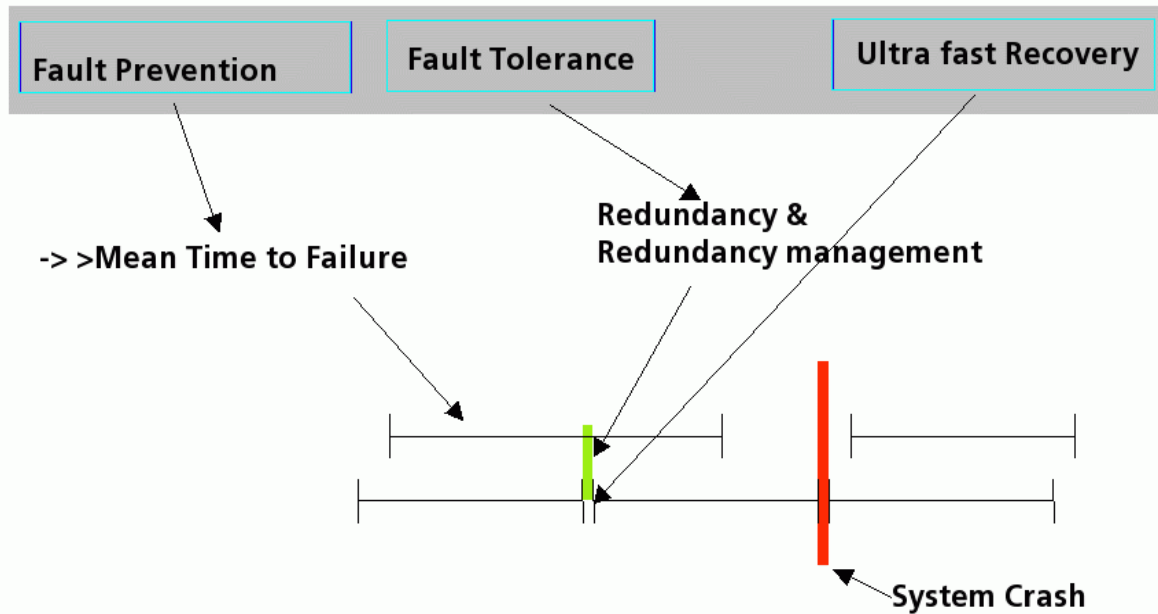 Fault Prevention
Fault Tolerance
Ultra fast Recovery
Redundancy &
Redundancy management
-> >Mean Time to Failure
System Crash